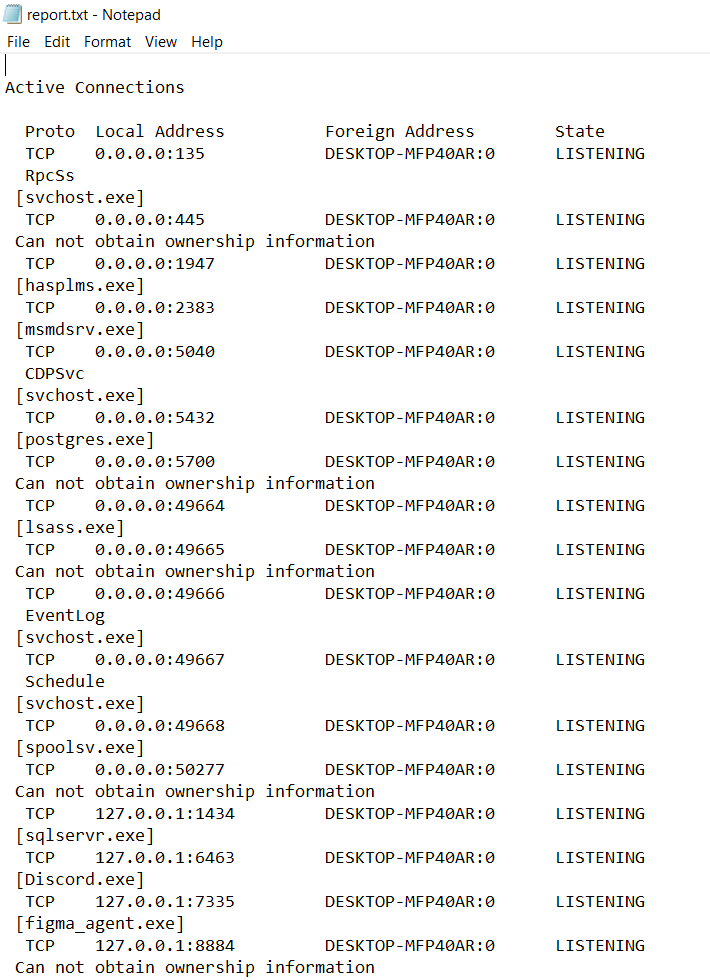 report.txt - Notepad
File Edit Format View Help
Active Connections
Proto Local Address Foreign Address State
TCP 0.0.0.0:135 DESKTOP-MFP40AR:0 LISTENING
RpcSs
[svchost.exe]
TCP 0.0.0.0:445 DESKTOP-MFP40AR:0 LISTENING
Can not obtain ownership information
TCP 0.0.0.0:1947 DESKTOP-MFP40AR:0 LISTENING
[hasplms.exe]
TCP 0.0.0.0:2383 DESKTOP-MFP40AR:0 LISTENING
[msmdsrv.exe]
TCP 0.0.0.0:5040 DESKTOP-MFP40AR:0 LISTENING
CDPSvc
[svchost.exe]
TCP 0.0.0.0:5432 DESKTOP-MFP40AR:0 LISTENING
[postgres.exe]
TCP 0.0.0.0:5700 DESKTOP-MFP40AR:0 LISTENING
Can not obtain ownership information
TCP 0.0.0.0:49664 DESKTOP-MFP40AR:0 LISTENING
[lsass.exe]
TCP 0.0.0.0:49665 DESKTOP-MFP40AR:0 LISTENING
Can not obtain ownership information
TCP 0.0.0.0:49666 DESKTOP-MFP40AR:0 LISTENING
EventLog
[svchost.exe]
TCP 0.0.0.0:49667 DESKTOP-MFP40AR:0 LISTENING
Schedule
[svchost.exe]
TCP 0.0.0.0:49668 DESKTOP-MFP40AR:0 LISTENING
[spoolsv.exe]
TCP 0.0.0.0:50277 DESKTOP-MFP40AR:0 LISTENING
Can not obtain ownership information
TCP 127.0.0.1:1434 DESKTOP-MFP40AR:0 LISTENING
[sqlservr.exe]
TCP 127.0.0.1:6463 DESKTOP-MFP40AR:0 LISTENING
[Discord.exe]
TCP 127.0.0.1:7335 DESKTOP-MFP40AR:0 LISTENING
[figma_agent.exe]
TCP 127.0.0.1:8884 DESKTOP-MFP40AR:0 LISTENING
Can not obtain ownership information